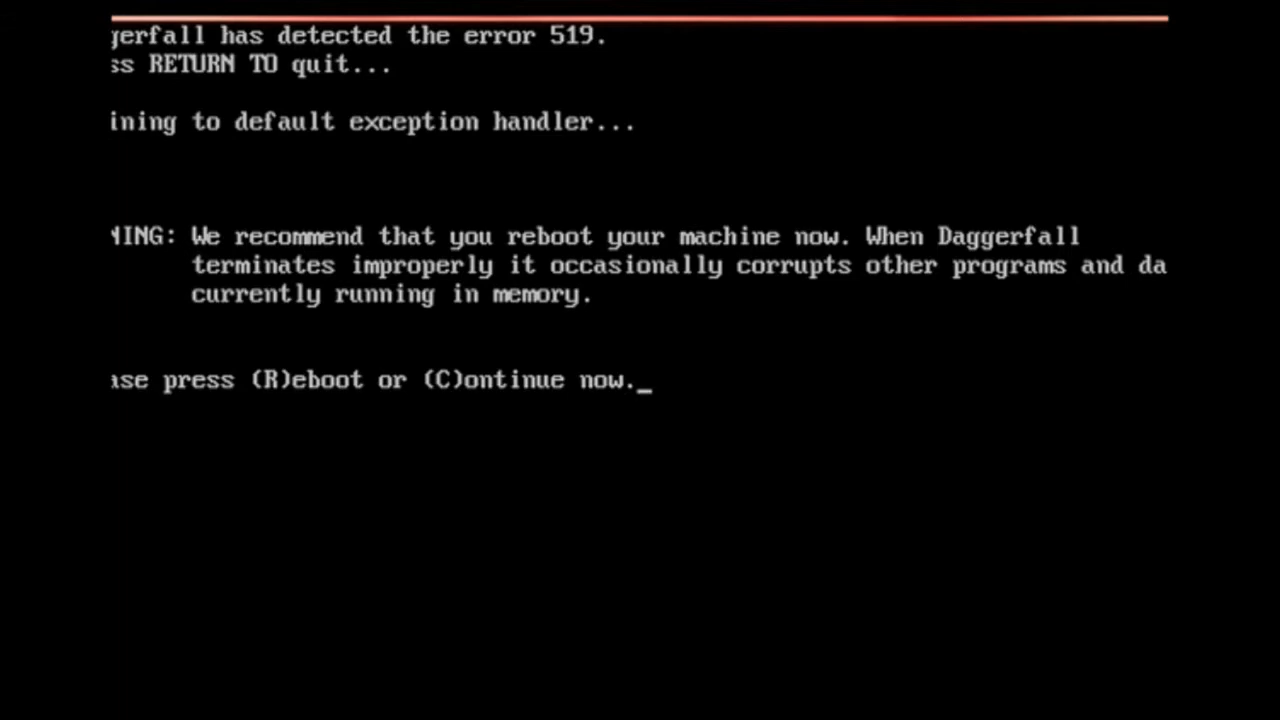 gerfall has detected the error 519.
ss RETURN TO quit...
ining to default exception handler...
NING: We recommend that you reboot your machine now. When Daggerfall
terminates improperly it occasionally corrupts other programs and da
currently running in memory.
ase press (R)eboot or (C)ontinue now._